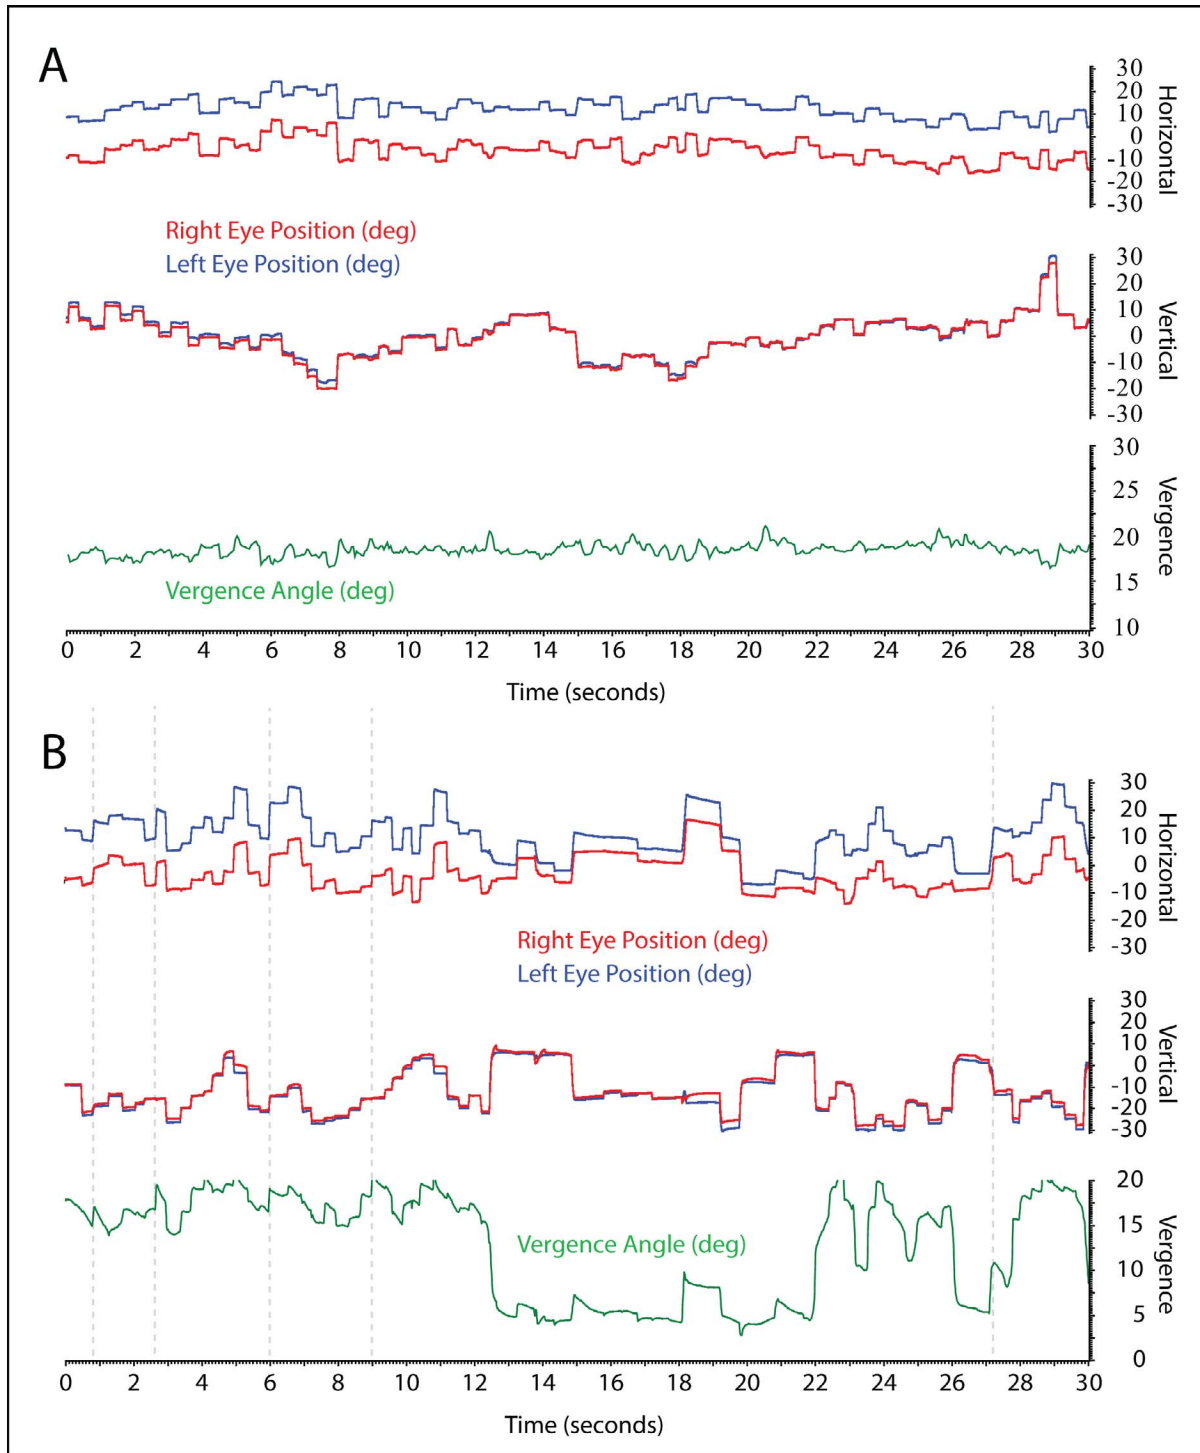 A
30
20
10
0
-10
-20
-30
Horizontal
Right Eye Position (deg)
Left Eye Position (deg)
30
20
10
0
-10
-20
-30
Vertical
30
25
20
15
10
Vergence
Vergence Angle (deg)
0 2 4 6 8 10 12 14 16 18 20 22 24 26 28 30
Time (seconds)
B
30
20
10
0
-10
-20
-30
Horizontal
Right Eye Position (deg)
Left Eye Position (deg)
30
20
10
0
-10
-20
-30
Vertical
20
15
10
5
0
Vergence
Vergence Angle (deg)
0 2 4 6 8 10 12 14 16 18 20 22 24 26 28 30
Time (seconds)